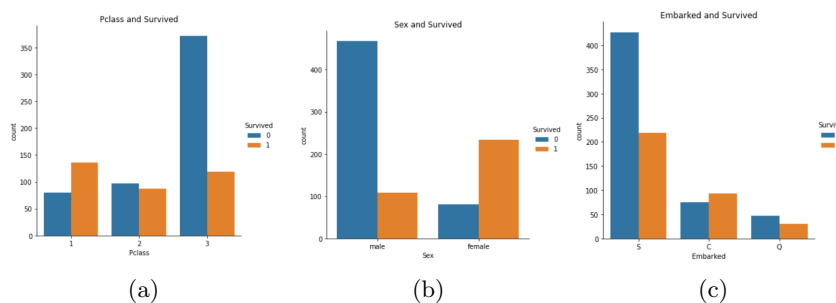 Pclass and Survived
350
300
250
200
150
100
50
0
count
1 2 3
Pclass
Survived
0
1
(a)
Sex and Survived
400
300
200
100
0
count
male female
Sex
Survived
0
1
(b)
Embarked and Survived
400
350
300
250
200
150
100
50
0
count
S C Q
Embarked
Survi
(c)